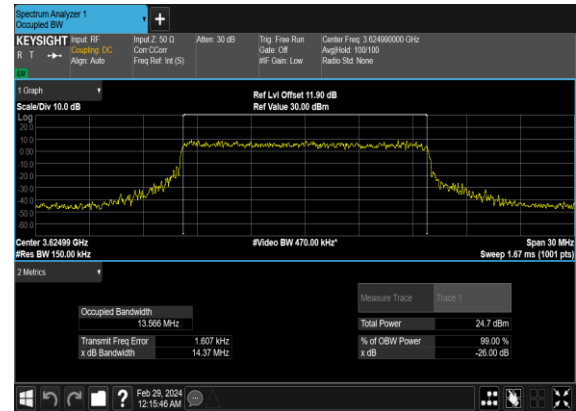 Spectrum Analyzer 1
Occupied BW
+
KEYSIGHT
R T
LW
Input: RF
Coupling: DC
Align: Auto
Input Z: 50 Ω
Corr CCorr
Freq Ref: Int (S)
Atten: 30 dB
Trig: Free Run
Gate: Off
#IF Gain: Low
Center Freq: 3.624990000 GHz
Avg|Hold: 100/100
Radio Std: None
1 Graph
Scale/Div 10.0 dB
Ref Lvl Offset 11.90 dB
Ref Value 30.00 dBm
Log
20.0
10.0
0.00
-10.0
-20.0
-30.0
-40.0
-50.0
-60.0
Center 3.62499 GHz
#Res BW 150.00 kHz
#Video BW 470.00 kHz*
Span 30 MHz
Sweep 1.67 ms (1001 pts)
2 Metrics
Measure Trace Trace 1
Occupied Bandwidth
13.566 MHz
Total Power 24.7 dBm
Transmit Freq Error 1.607 kHz
% of OBW Power 99.00 %
x dB Bandwidth 14.37 MHz
x dB -26.00 dB
?
Feb 29, 2024
12:15:46 AM